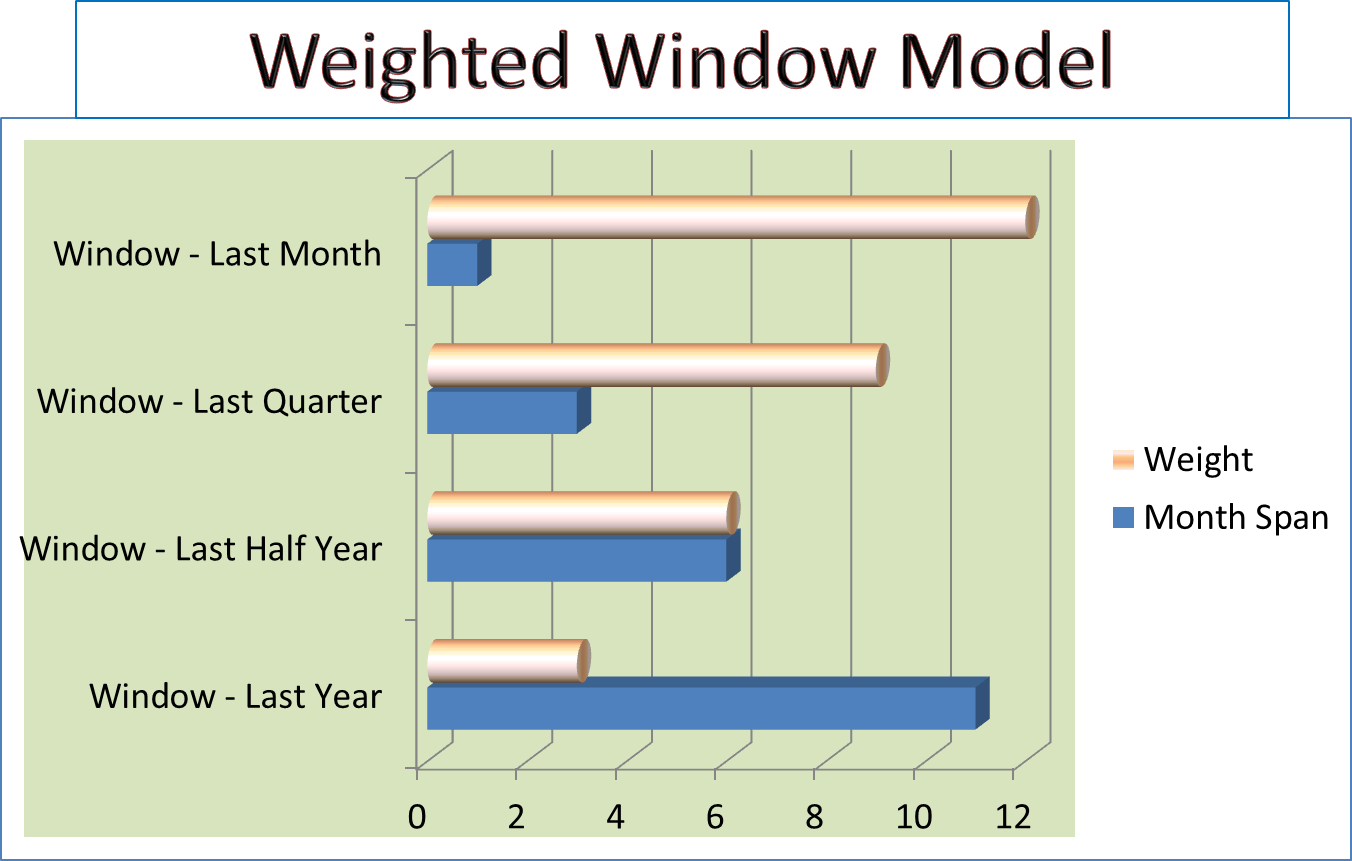 Weighted Window Model
Window - Last Month
Window - Last Quarter
Window - Last Half Year
Window - Last Year
0 2 4 6 8 10 12
Weight
Month Span